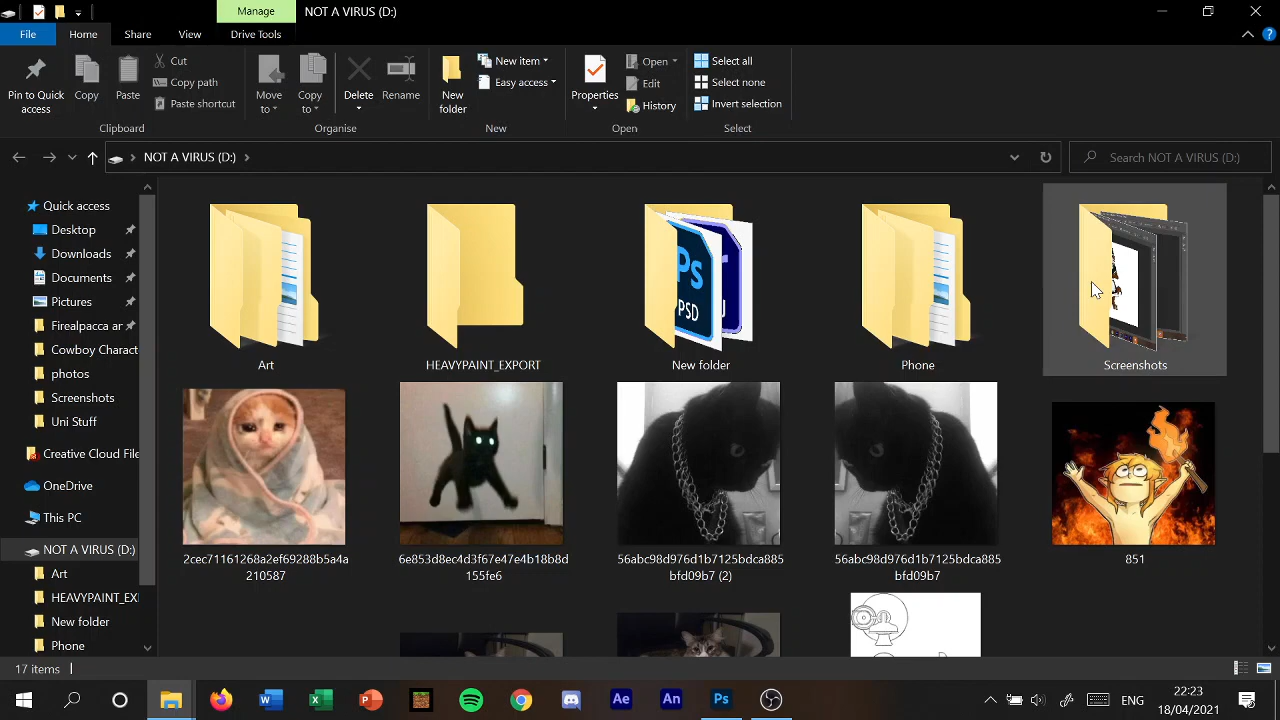 Manage
NOT A VIRUS (D:)
File
Home
Share
View
Drive Tools
Pin to Quick access
Copy
Paste
Cut
Copy path
Paste shortcut
Clipboard
Move to
Copy to
Delete
Rename
Organise
New folder
New item
Easy access
New
Properties
Open
Edit
History
Open
Select all
Select none
Invert selection
Select
NOT A VIRUS (D:)
Search NOT A VIRUS (D:)
Quick access
Desktop
Downloads
Documents
Pictures
Firealpacca ar
Cowboy Charact
photos
Screenshots
Uni Stuff
Creative Cloud File
OneDrive
This PC
NOT A VIRUS (D:)
Art
HEAVYPAINT_EX
New folder
Phone
Ps
PSD
Art
HEAVYPAINT_EXPORT
New folder
Phone
Screenshots
2cec71161268a2ef69288b5a4a
210587
6e853d8ec4d3f67e47e4b18b8d
155fe6
56abc98d976d1b7125bdca885
bfd09b7 (2)
56abc98d976d1b7125bdca885
bfd09b7
851
17 items
W
X
P
Ae
An
Ps
ENG
22:23
18/04/2021